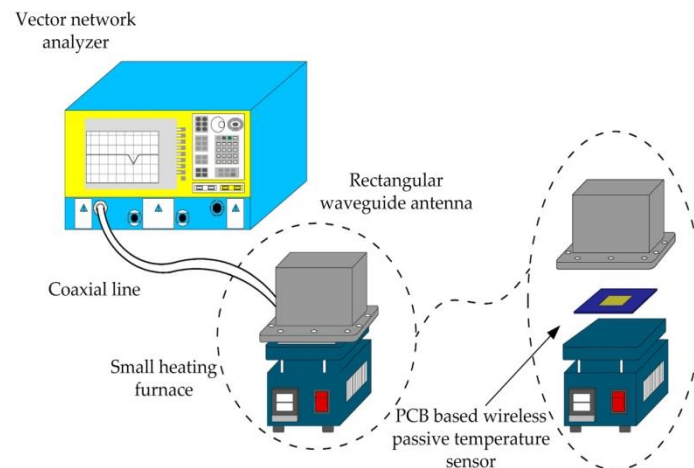 Vector network
analyzer
Rectangular
waveguide antenna
Coaxial line
Small heating
furnace
PCB based wireless
passive temperature
sensor